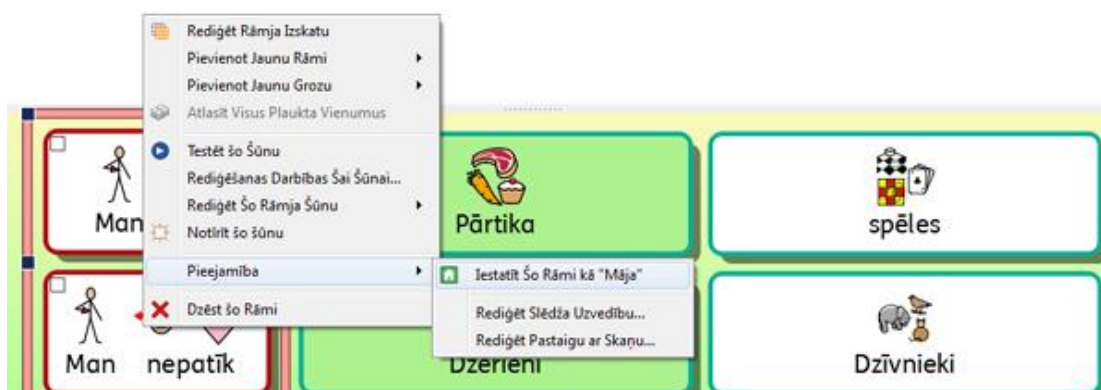 Rediģēt Rāmja Izskatu
Pievienot Jaunu Rāmi
Pievienot Jaunu Grozu
Atlasīt Visus Plaukta Vienumus
Testēt šo Šūnu
Rediģēšanas Darbības Šai Šūnai...
Rediģēt Šo Rāmja Šūnu
Notīrīt šo šūnu
Pieejamība
Dzēst šo Rāmi
Iestatīt Šo Rāmi kā "Māja"
Rediģēt Slēdža Uzvedību...
Rediģēt Pastaigu ar Skaņu...
Man
Pārtika
spēles
Man nepatīk
Dzērieni
Dzīvnieki